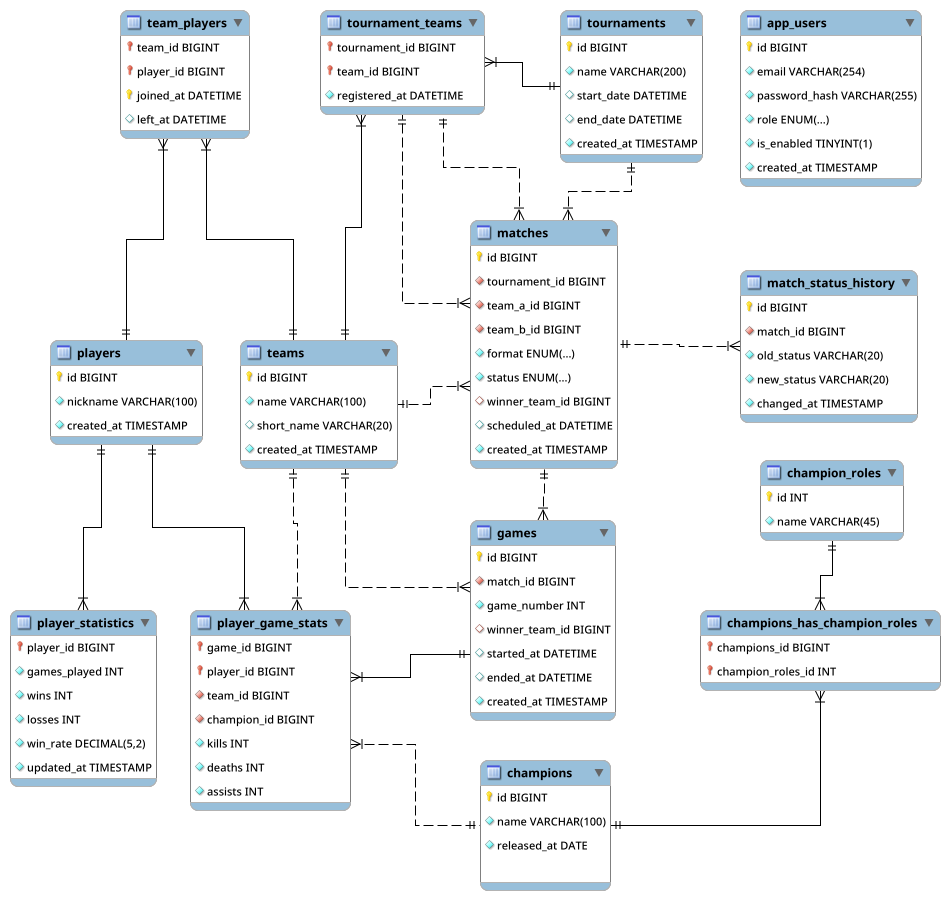 team_players
team_id BIGINT
player_id BIGINT
joined_at DATETIME
left_at DATETIME
tournament_teams
tournament_id BIGINT
team_id BIGINT
registered_at DATETIME
tournaments
id BIGINT
name VARCHAR(200)
start_date DATETIME
end_date DATETIME
created_at TIMESTAMP
app_users
id BIGINT
email VARCHAR(254)
password_hash VARCHAR(255)
role ENUM(...)
is_enabled TINYINT(1)
created_at TIMESTAMP
matches
id BIGINT
tournament_id BIGINT
team_a_id BIGINT
team_b_id BIGINT
format ENUM(...)
status ENUM(...)
winner_team_id BIGINT
scheduled_at DATETIME
created_at TIMESTAMP
match_status_history
id BIGINT
match_id BIGINT
old_status VARCHAR(20)
new_status VARCHAR(20)
changed_at TIMESTAMP
players
id BIGINT
nickname VARCHAR(100)
created_at TIMESTAMP
teams
id BIGINT
name VARCHAR(100)
short_name VARCHAR(20)
created_at TIMESTAMP
champion_roles
id INT
name VARCHAR(45)
games
id BIGINT
match_id BIGINT
game_number INT
winner_team_id BIGINT
started_at DATETIME
ended_at DATETIME
created_at TIMESTAMP
player_statistics
player_id BIGINT
games_played INT
wins INT
losses INT
win_rate DECIMAL(5,2)
updated_at TIMESTAMP
player_game_stats
game_id BIGINT
player_id BIGINT
team_id BIGINT
champion_id BIGINT
kills INT
deaths INT
assists INT
champions_has_champion_roles
champions_id BIGINT
champion_roles_id INT
champions
id BIGINT
name VARCHAR(100)
released_at DATE